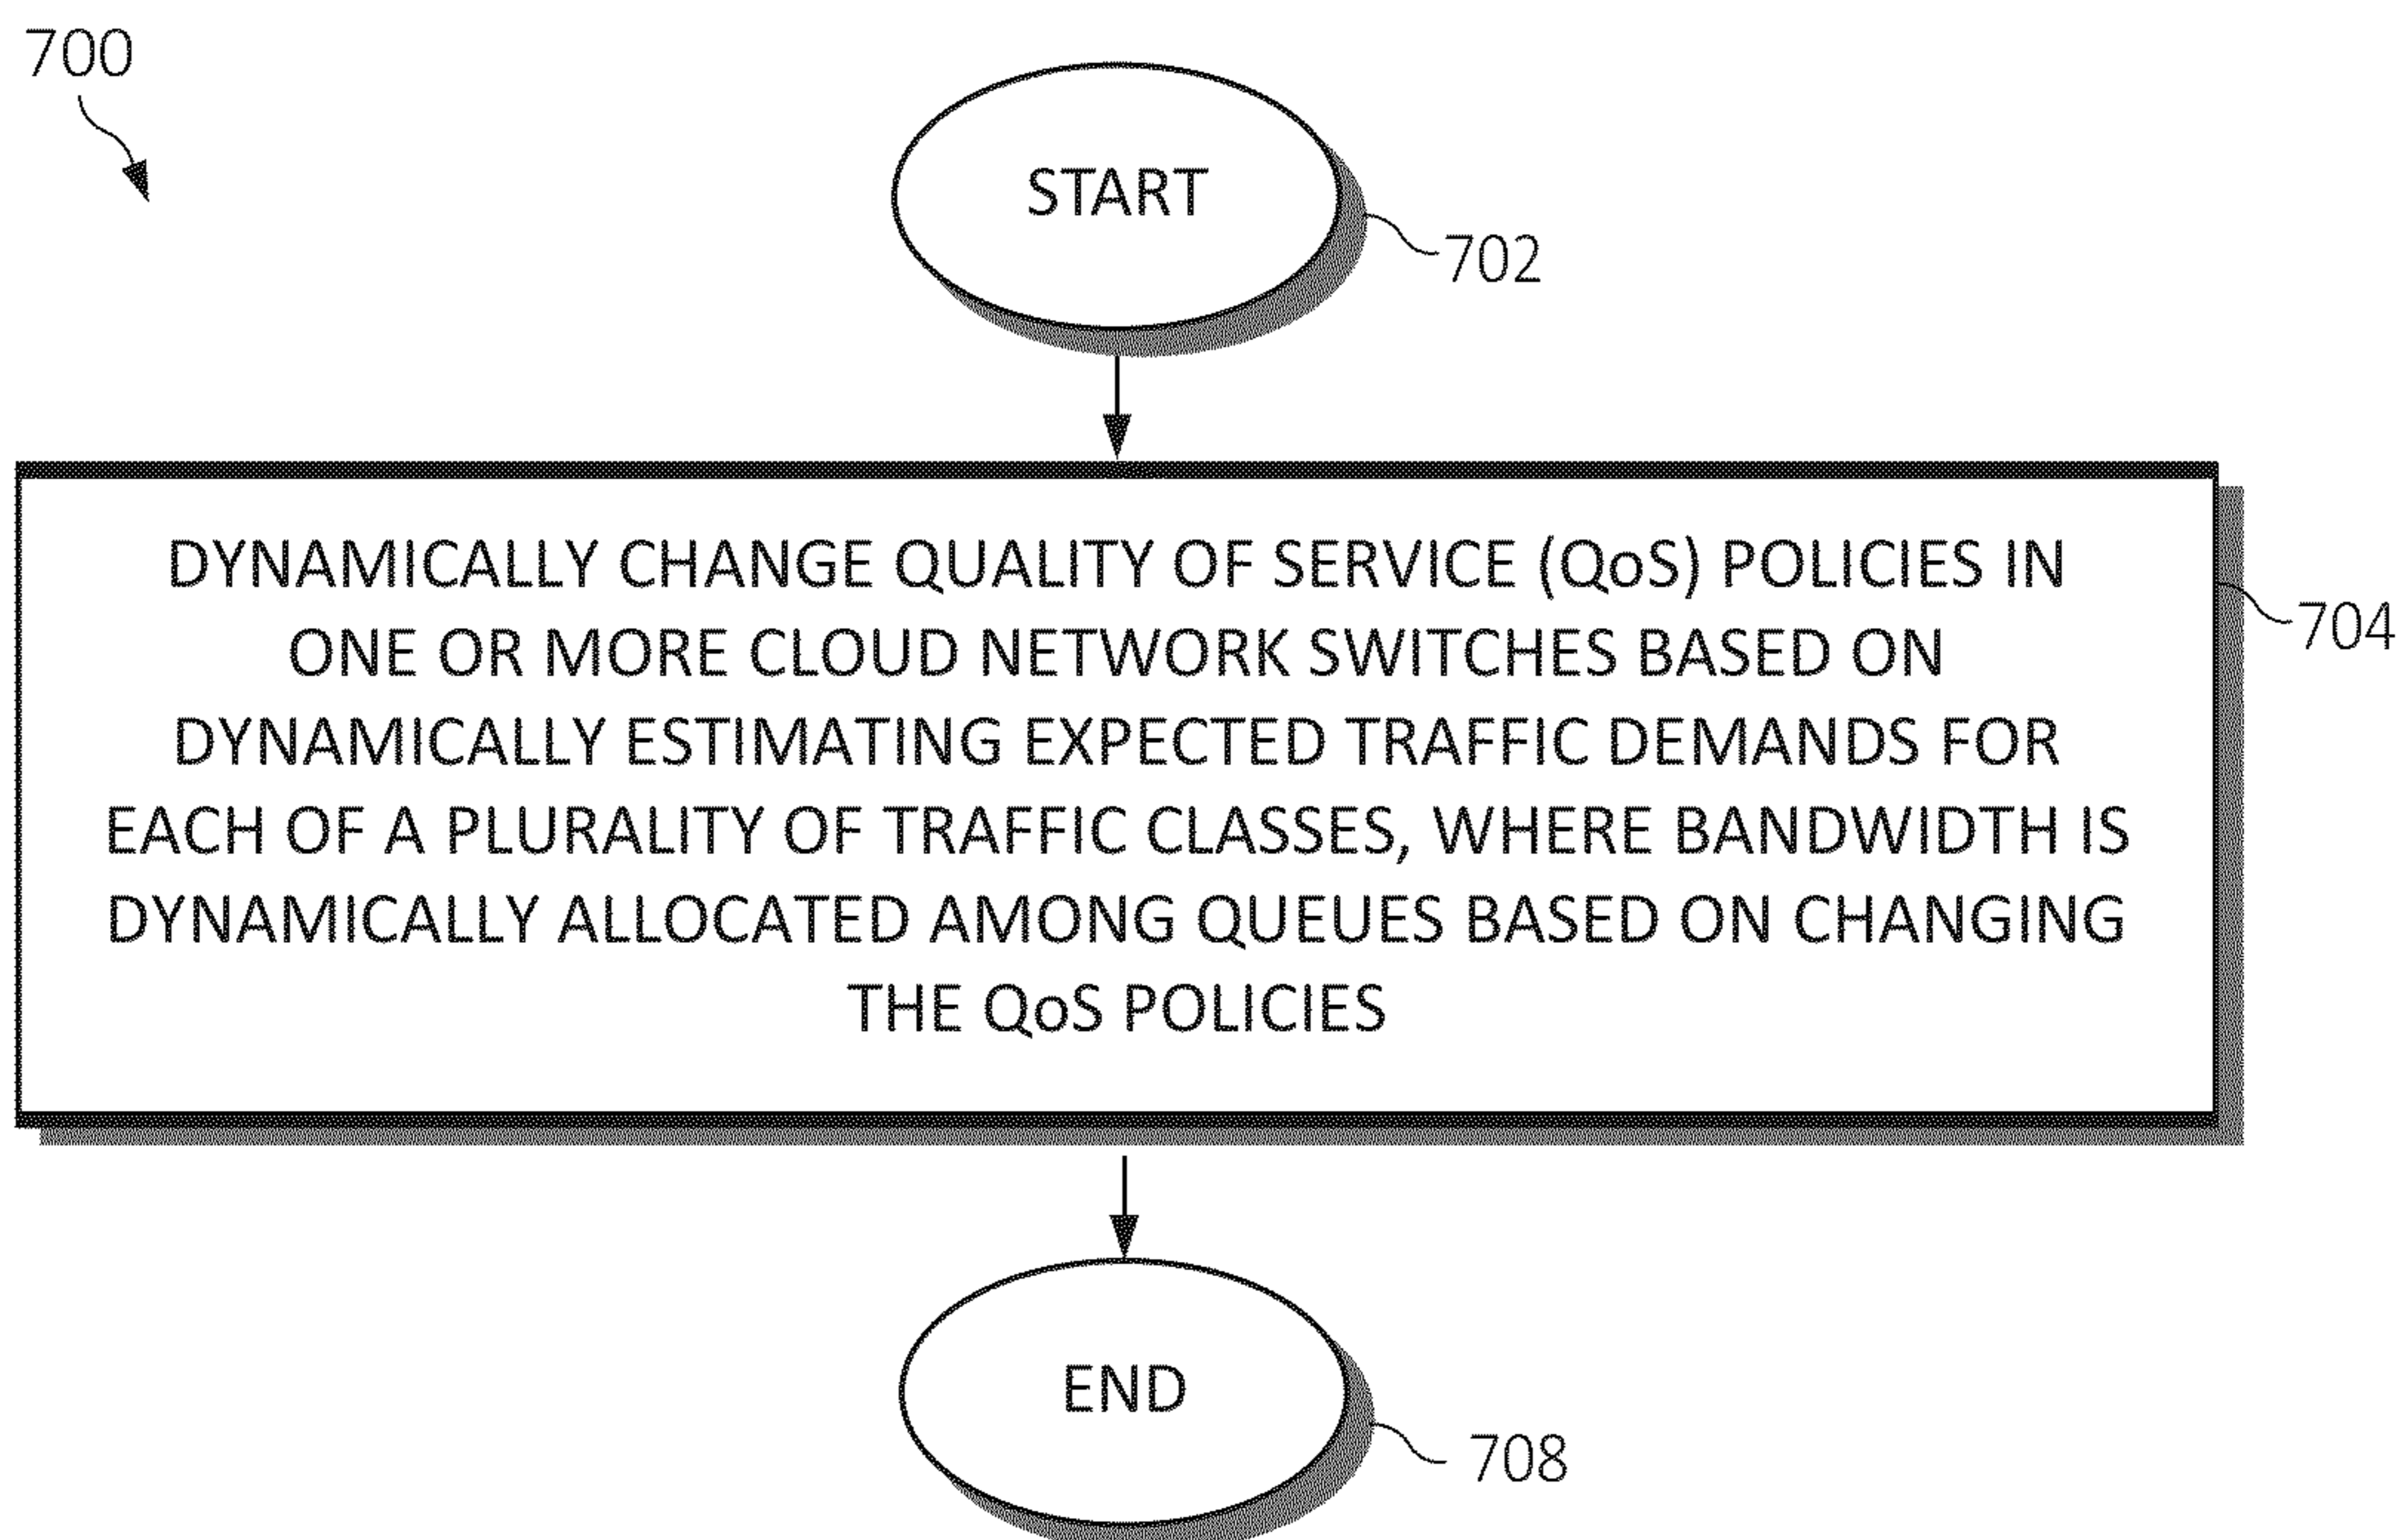 700
START
702
DYNAMICALLY CHANGE QUALITY OF SERVICE (QoS) POLICIES IN
ONE OR MORE CLOUD NETWORK SWITCHES BASED ON
DYNAMICALLY ESTIMATING EXPECTED TRAFFIC DEMANDS FOR
EACH OF A PLURALITY OF TRAFFIC CLASSES, WHERE BANDWIDTH IS
DYNAMICALLY ALLOCATED AMONG QUEUES BASED ON CHANGING
THE QoS POLICIES
704
END
708